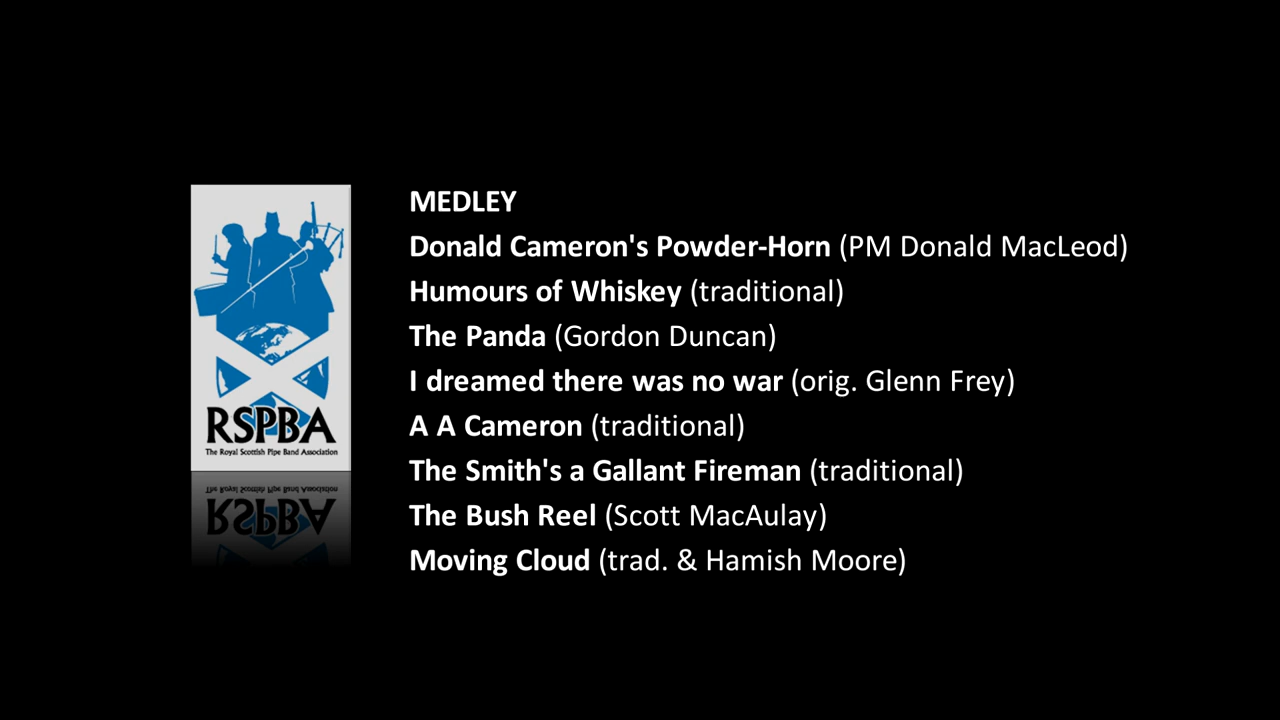 MEDLEY
Donald Cameron's Powder-Horn (PM Donald MacLeod)
Humours of Whiskey (traditional)
The Panda (Gordon Duncan)
I dreamed there was no war (orig. Glenn Frey)
A A Cameron (traditional)
The Smith's a Gallant Fireman (traditional)
The Bush Reel (Scott MacAulay)
Moving Cloud (trad. & Hamish Moore)
RSPBA
The Royal Scottish Pipe Band Association